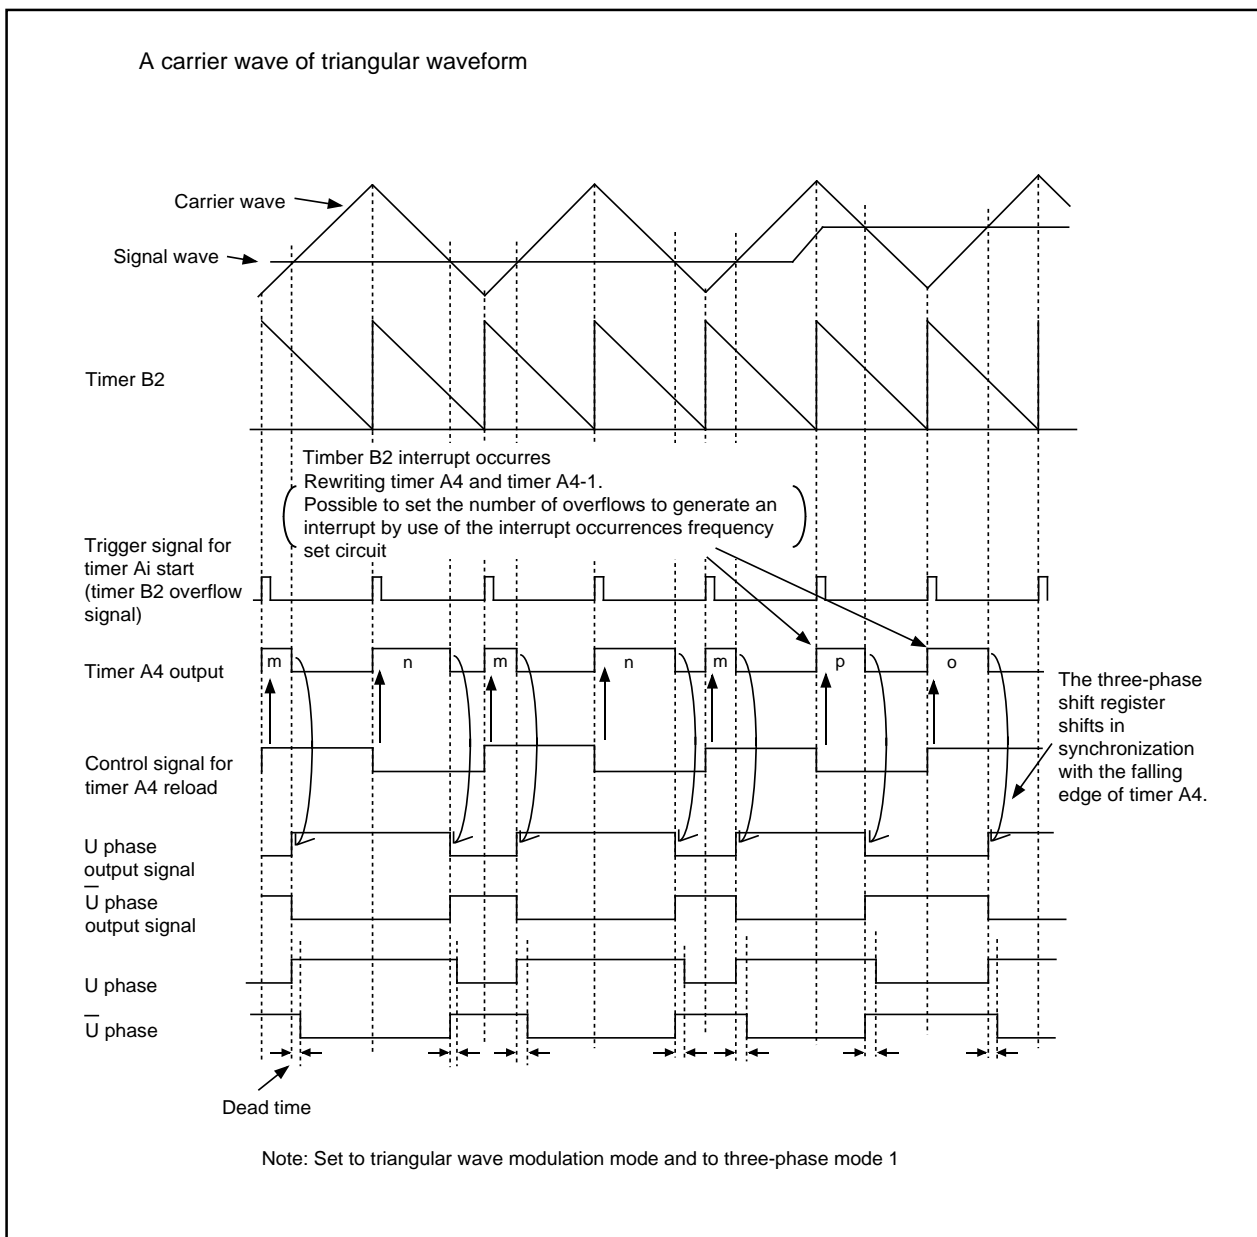 A carrier wave of triangular waveform
Carrier wave
Signal wave
Timer B2
Timber B2 interrupt occurres
Rewriting timer A4 and timer A4-1.
Possible to set the number of overflows to generate an
interrupt by use of the interrupt occurrences frequency
set circuit
Trigger signal for
timer Ai start
(timer B2 overflow
signal)
Timer A4 output
m
n
m
n
m
p
o
The three-phase
shift register
shifts in
synchronization
with the falling
edge of timer A4.
Control signal for
timer A4 reload
U phase
output signal
U̅ phase
output signal
U phase
U̅ phase
Dead time
Note: Set to triangular wave modulation mode and to three-phase mode 1